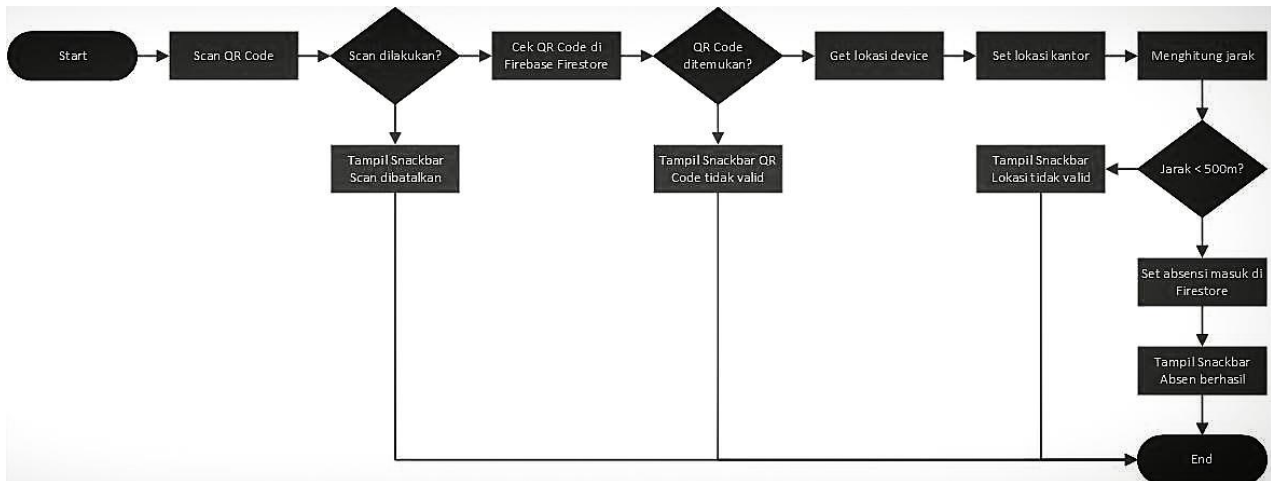 Start
Scan QR Code
Scan dilakukan?
Cek QR Code di
Firebase Firestore
QR Code
ditemukan?
Get lokasi device
Set lokasi kantor
Menghitung jarak
Tampil Snackbar
Scan dibatalkan
Tampil Snackbar QR
Code tidak valid
Tampil Snackbar
Lokasi tidak valid
Jarak < 500m?
Set absensi masuk di
Firestore
Tampil Snackbar
Absen berhasil
End